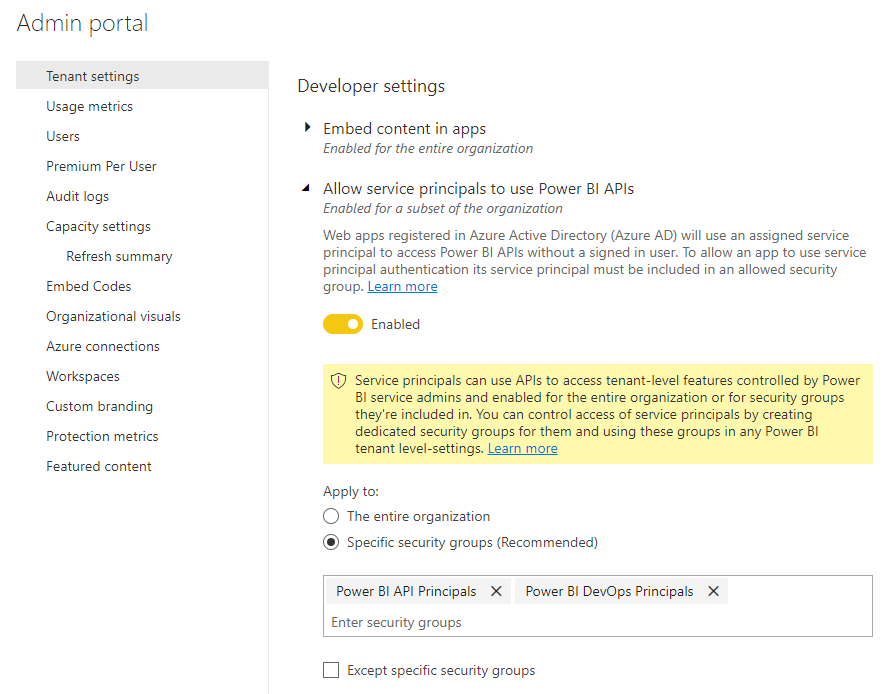 Admin portal
Tenant settings
Usage metrics
Users
Premium Per User
Audit logs
Capacity settings
Refresh summary
Embed Codes
Organizational visuals
Azure connections
Workspaces
Custom branding
Protection metrics
Featured content
Developer settings
Embed content in apps
Enabled for the entire organization
Allow service principals to use Power BI APIs
Enabled for a subset of the organization
Web apps registered in Azure Active Directory (Azure AD) will use an assigned service
principal to access Power BI APIs without a signed in user. To allow an app to use service
principal authentication its service principal must be included in an allowed security
group. Learn more
Enabled
Service principals can use APIs to access tenant-level features controlled by Power
BI service admins and enabled for the entire organization or for security groups
they're included in. You can control access of service principals by creating
dedicated security groups for them and using these groups in any Power BI
tenant level-settings. Learn more
Apply to:
The entire organization
Specific security groups (Recommended)
Power BI API Principals Power BI DevOps Principals
Enter security groups
Except specific security groups